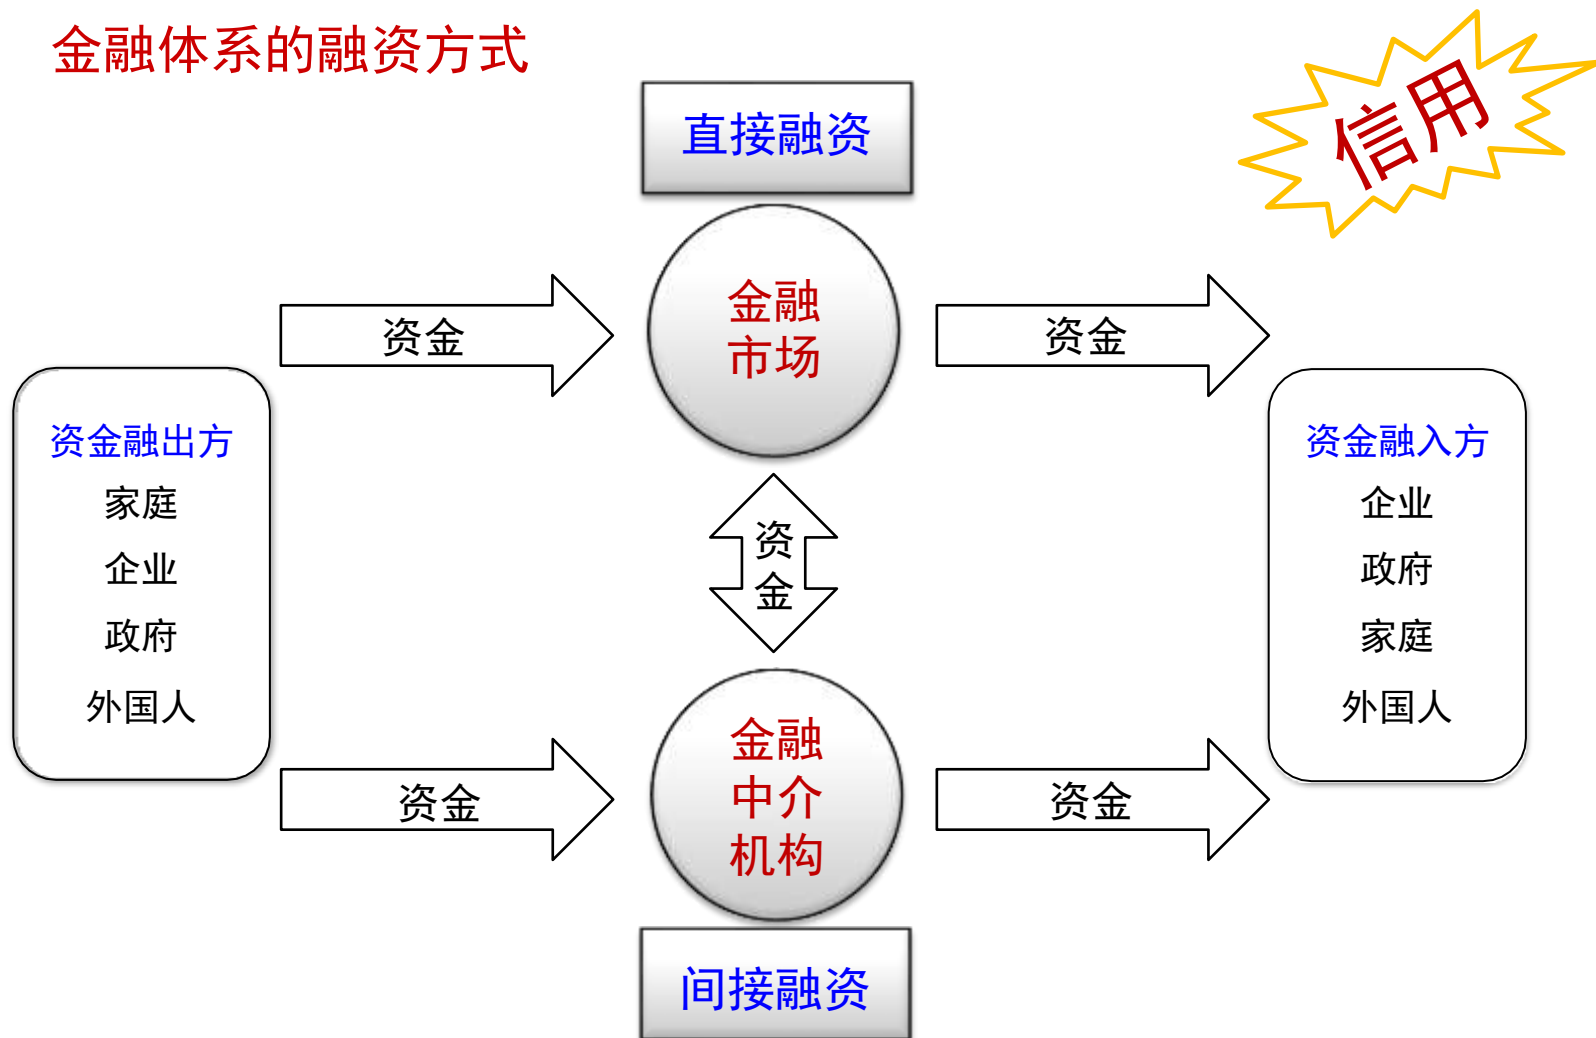 金融体系的融资方式
信用
直接融资
金融
市场
资金
资金
资金融出方
家庭
企业
政府
外国人
资
金
资金融入方
企业
政府
家庭
外国人
资金
金融
中介
机构
资金
间接融资